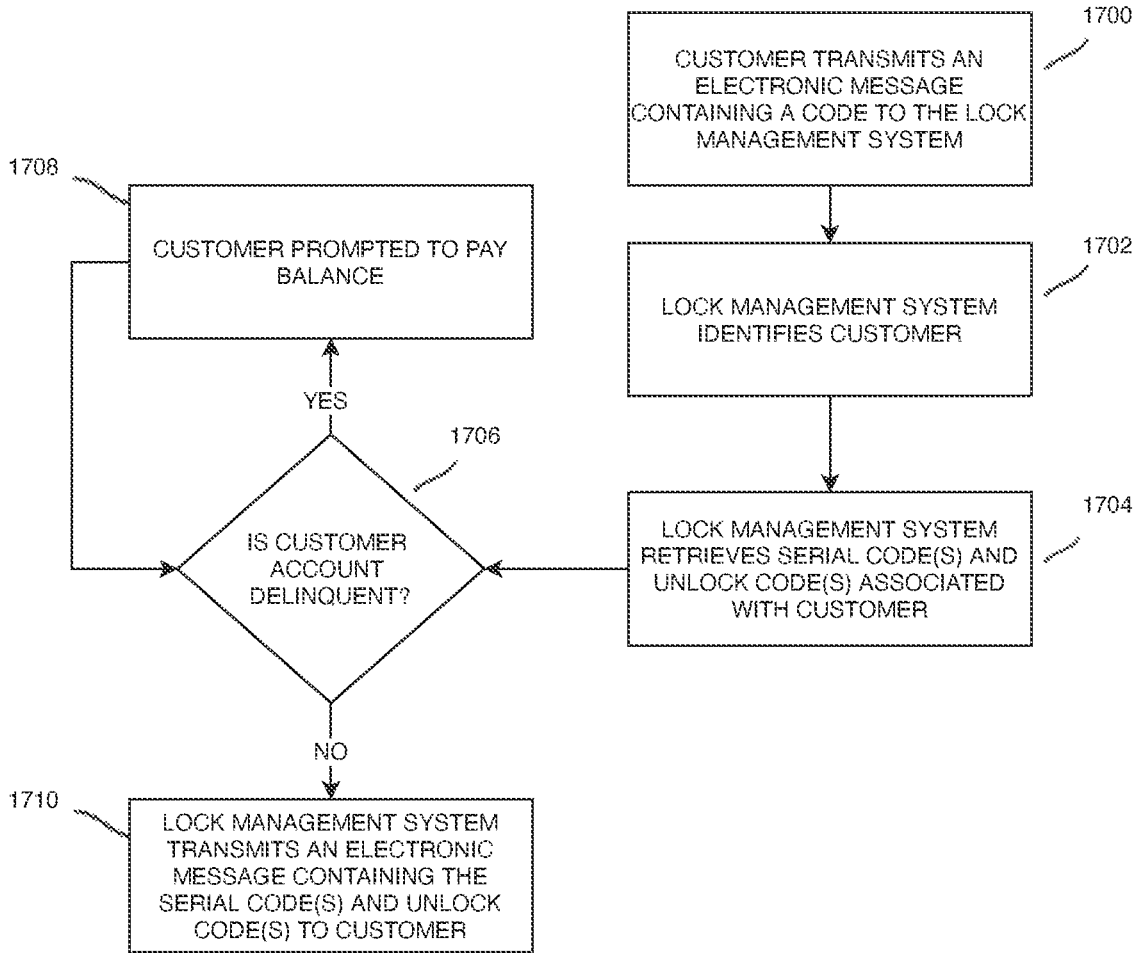 1700
CUSTOMER TRANSMITS AN
ELECTRONIC MESSAGE
CONTAINING A CODE TO THE LOCK
MANAGEMENT SYSTEM
1702
LOCK MANAGEMENT SYSTEM
IDENTIFIES CUSTOMER
1704
LOCK MANAGEMENT SYSTEM
RETRIEVES SERIAL CODE(S) AND
UNLOCK CODE(S) ASSOCIATED
WITH CUSTOMER
1706
IS CUSTOMER
ACCOUNT
DELINQUENT?
YES
1708
CUSTOMER PROMPTED TO PAY
BALANCE
NO
1710
LOCK MANAGEMENT SYSTEM
TRANSMITS AN ELECTRONIC
MESSAGE CONTAINING THE
SERIAL CODE(S) AND UNLOCK
CODE(S) TO CUSTOMER